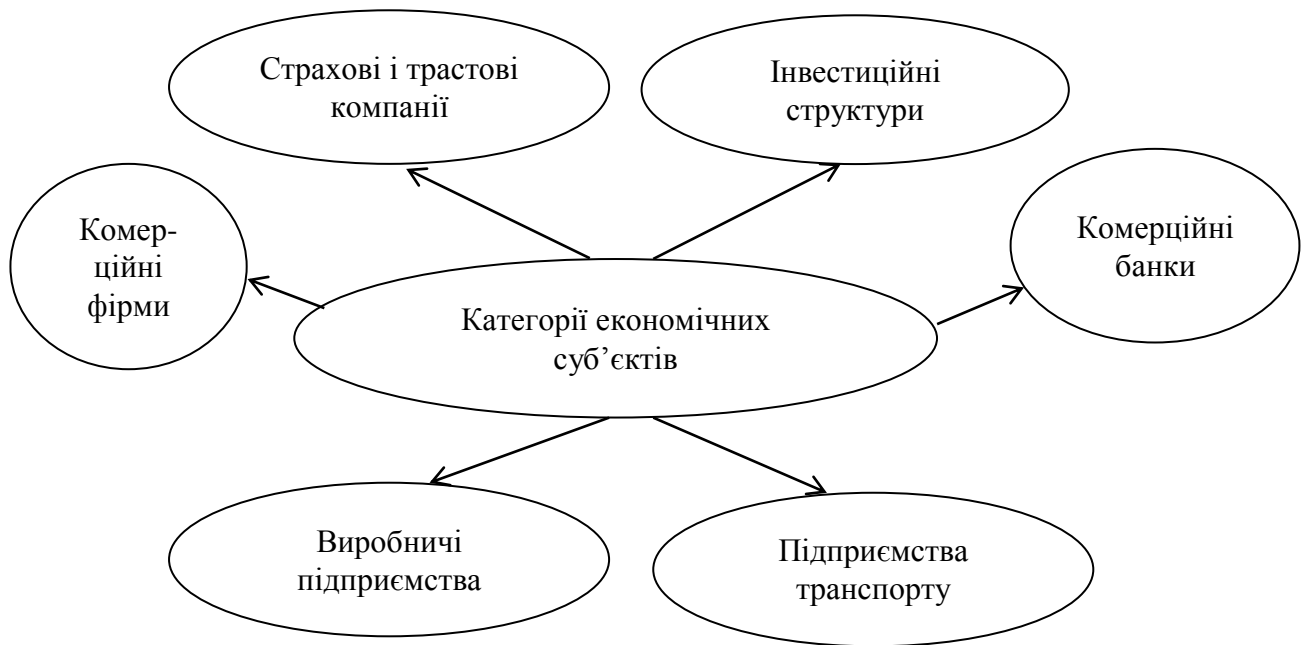 Страхові і трастові
компанії
Інвестиційні
структури
Комер-
ційні
фірми
Комерційні
банки
Категорії економічних
суб’єктів
Виробничі
підприємства
Підприємства
транспорту